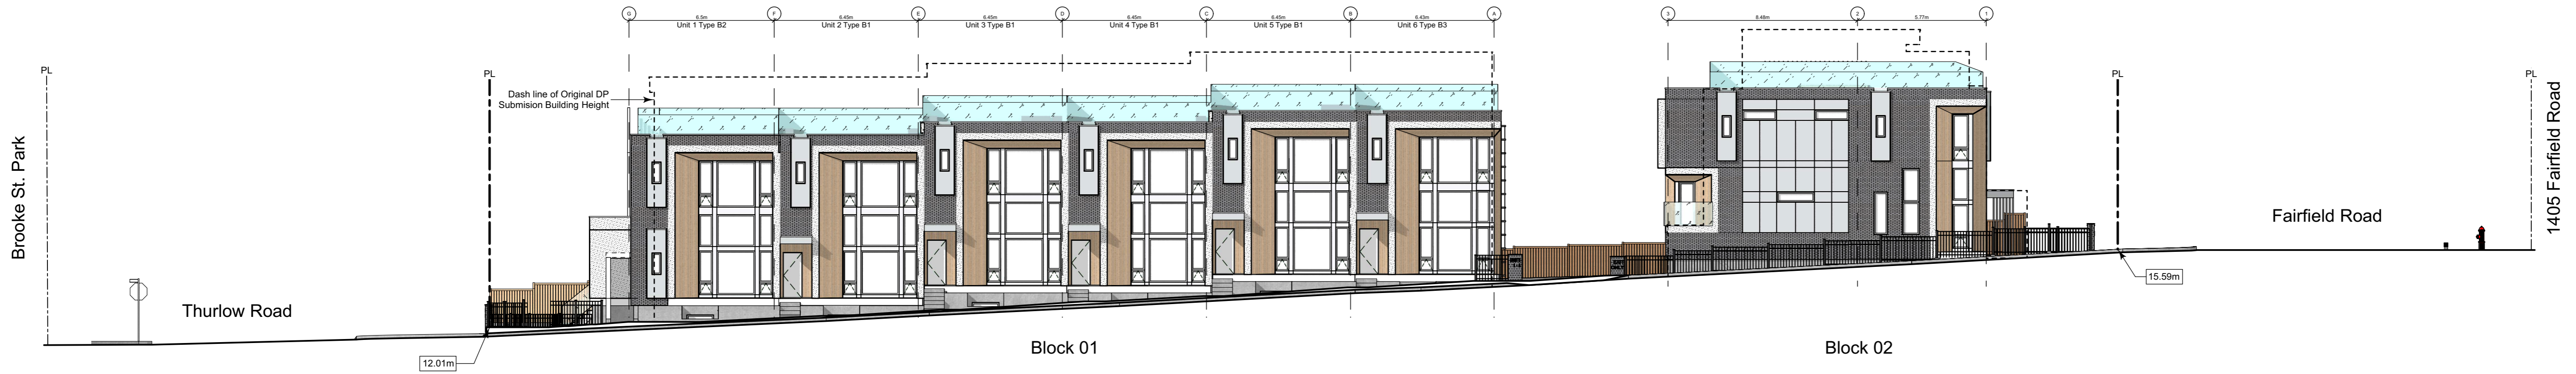 G F E D C B A 3 2 1
6.5m 6.45m 6.45m 6.45m 6.45m 6.43m 8.48m 5.77m
Unit 1 Type B2 Unit 2 Type B1 Unit 3 Type B1 Unit 4 Type B1 Unit 5 Type B1 Unit 6 Type B3
PL PL PL PL
Dash line of Original DP
Submision Building Height
Brooke St. Park
1405 Fairfield Road
Fairfield Road
15.59m
Thurlow Road
Block 01 Block 02
12.01m